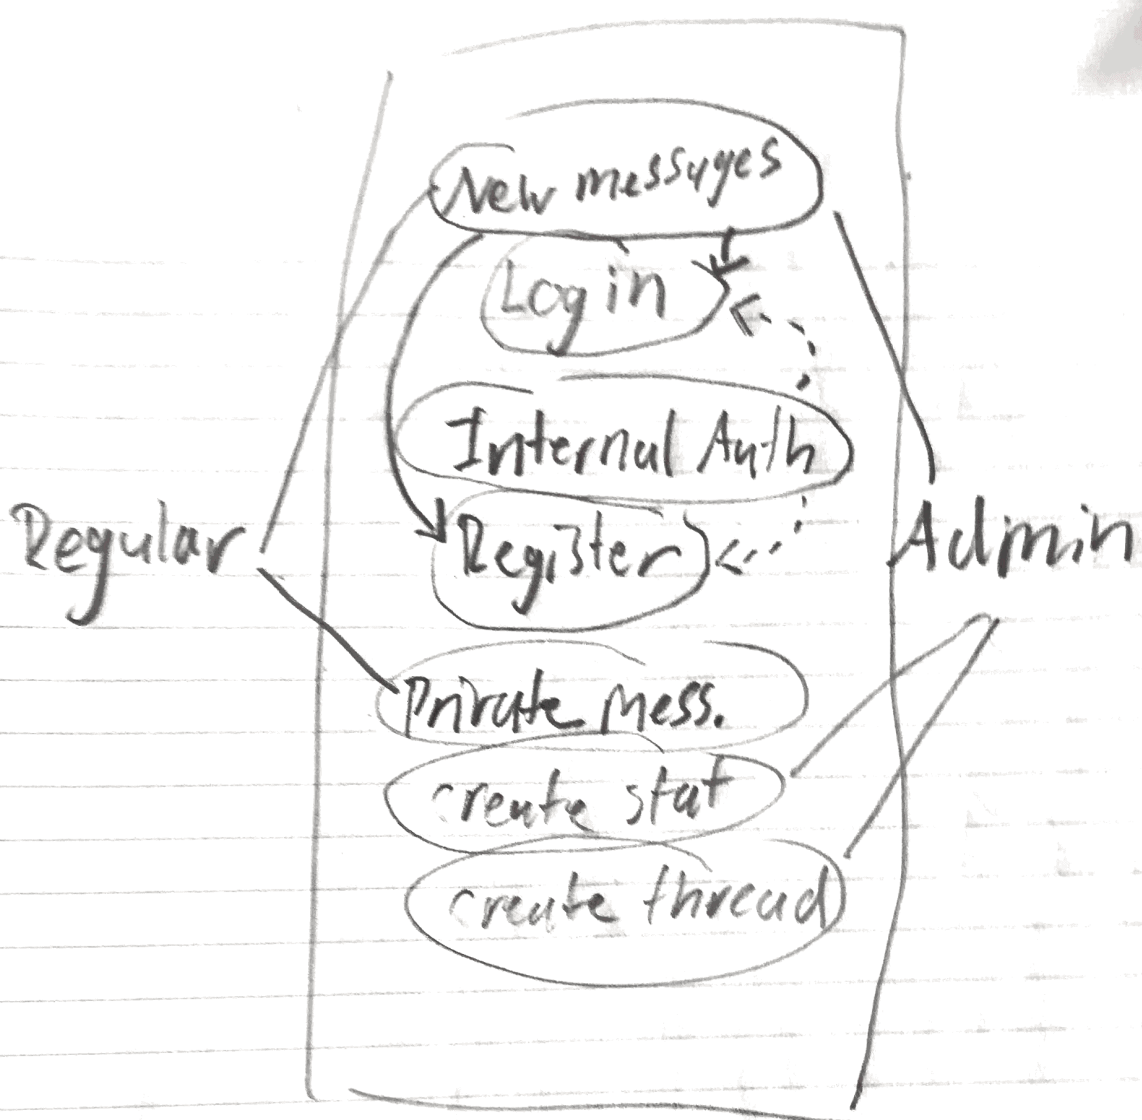 New messages
Log in
Internal Auth
Regular
Register
Admin
Private mess.
create stat
create thread